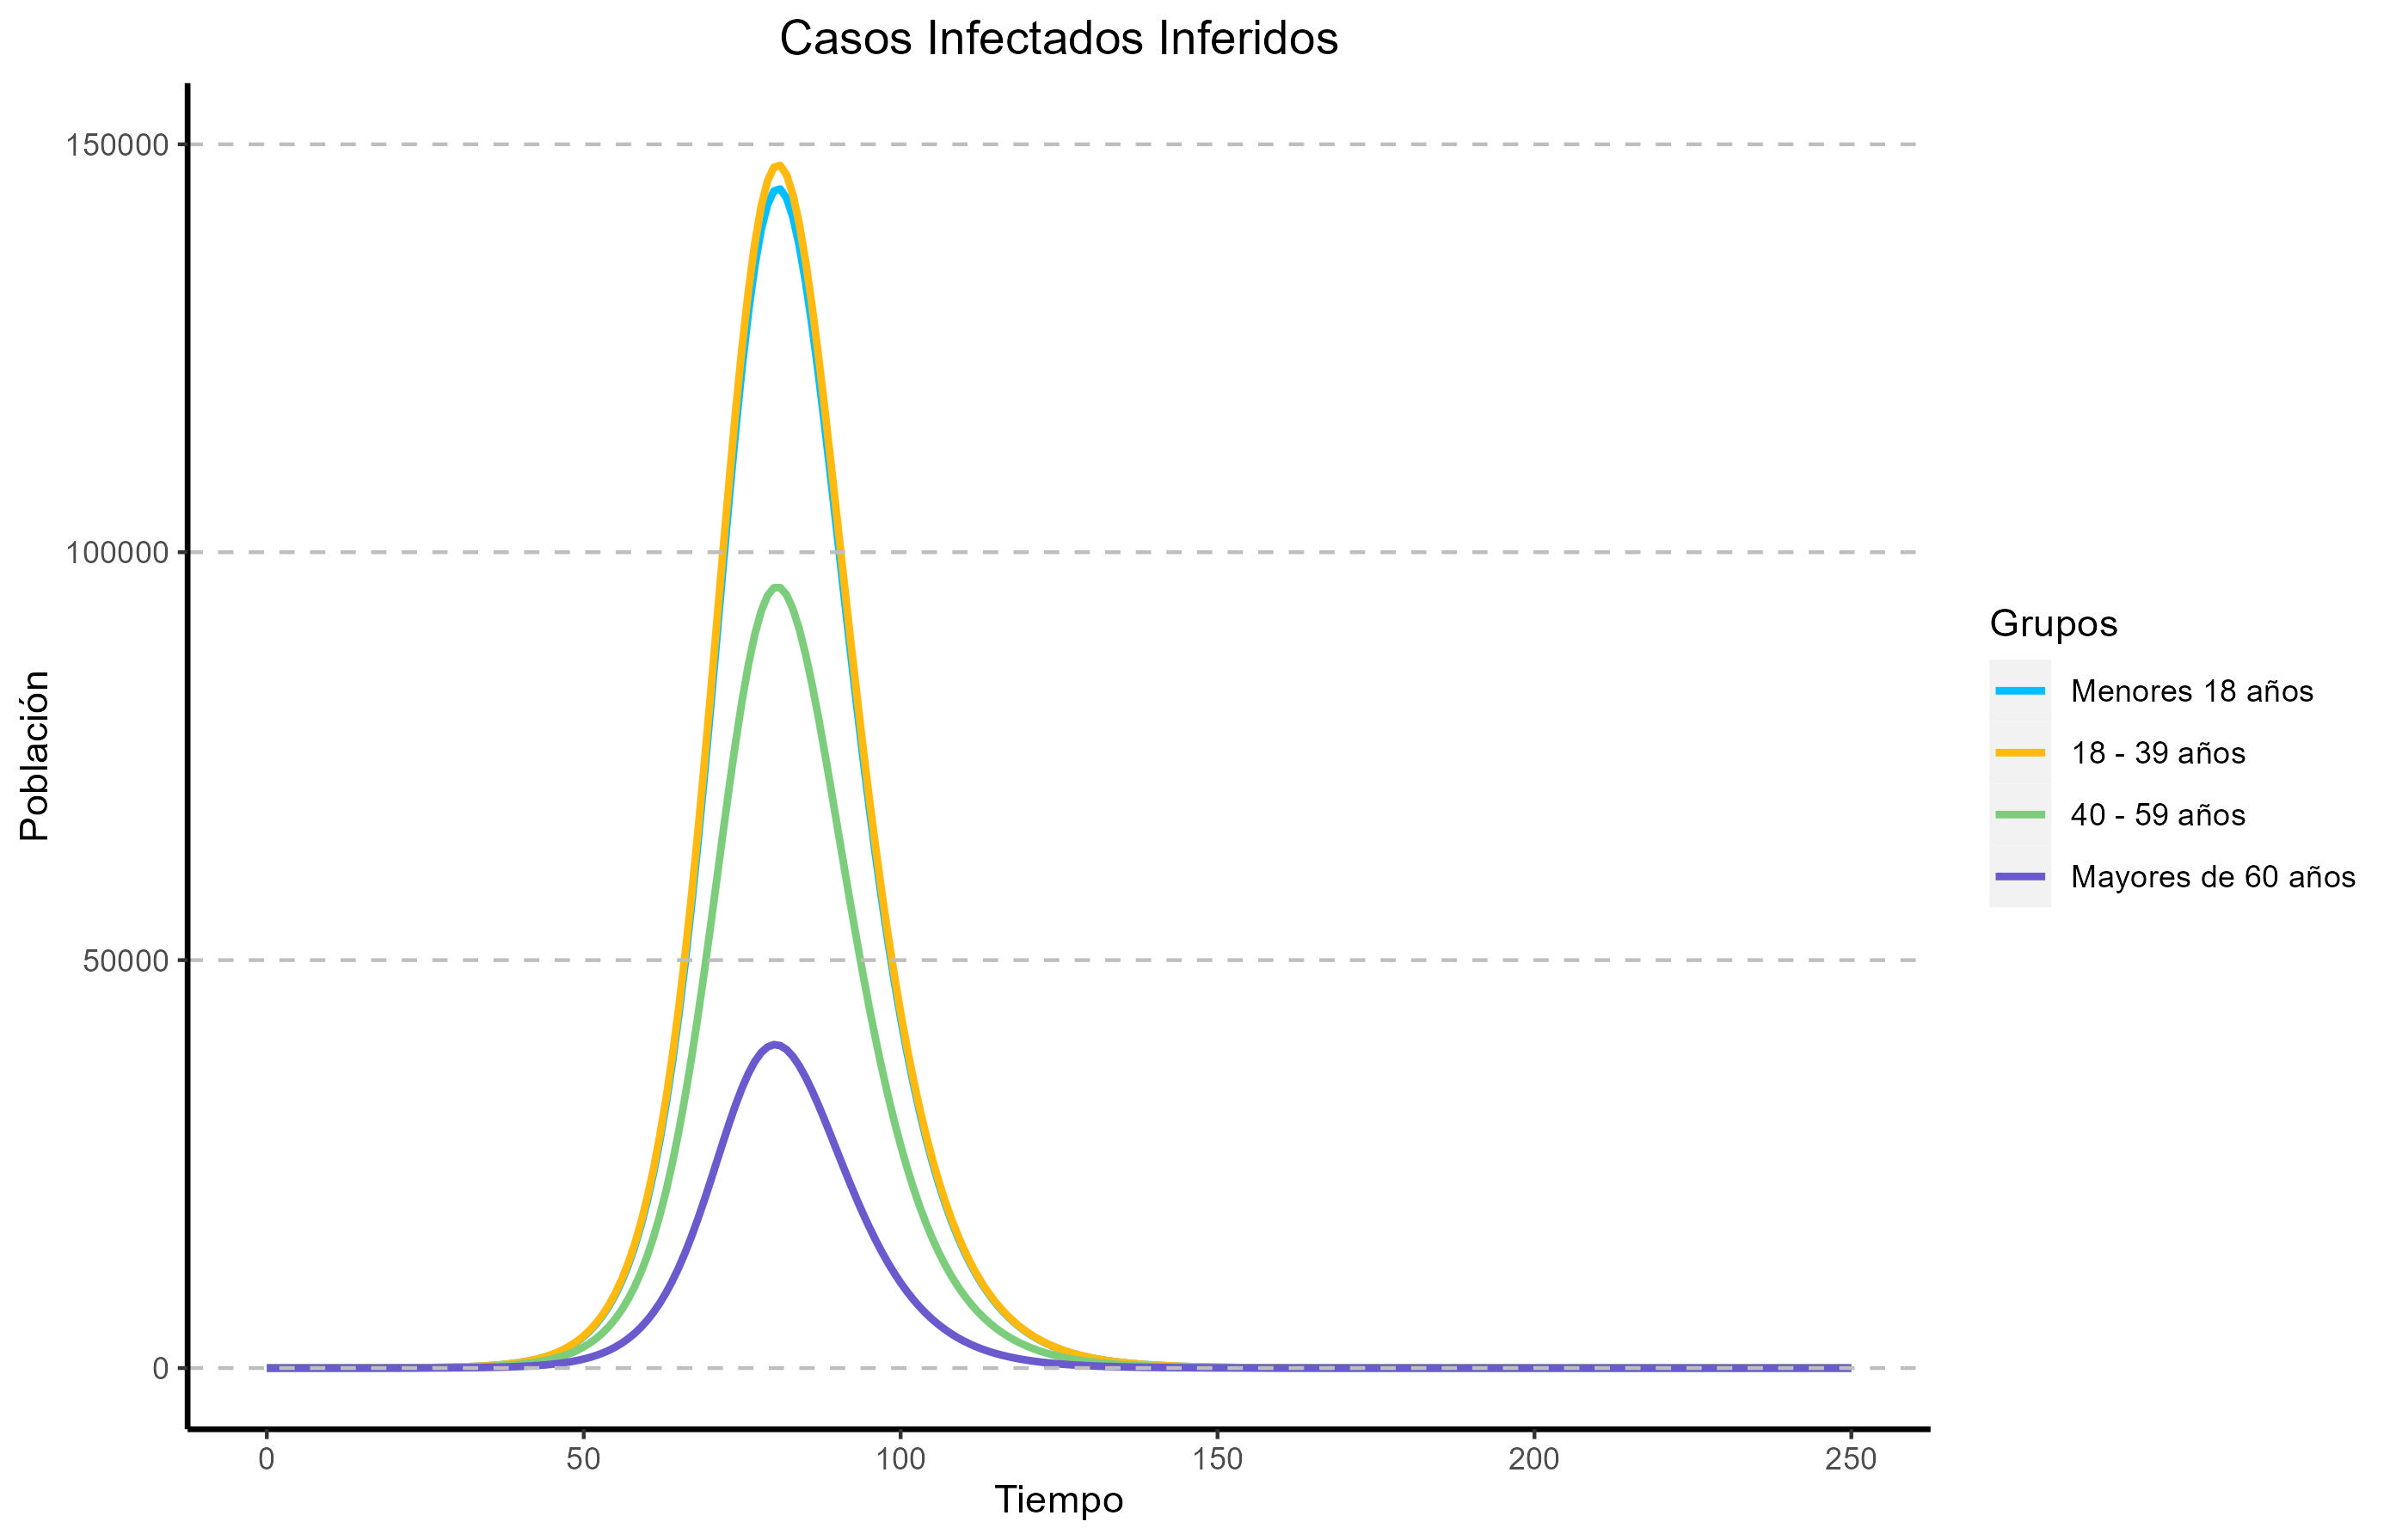 Casos Infectados Inferidos
150000
100000
50000
0
Población
0 50 100 150 200 250
Tiempo
Grupos
Menores 18 años
18 - 39 años
40 - 59 años
Mayores de 60 años